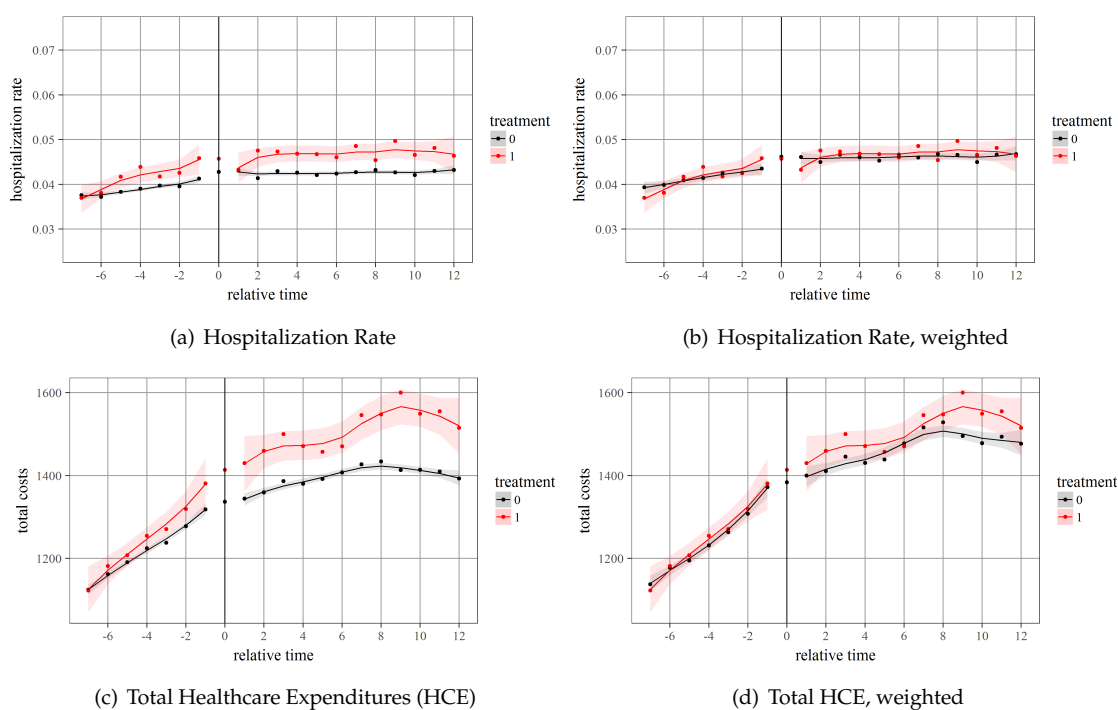 0.07
0.06
0.05
0.04
0.03
hospitalization rate
-6 -4 -2 0 2 4 6 8 10 12
relative time
treatment
0
1
(a) Hospitalization Rate
0.07
0.06
0.05
0.04
0.03
hospitalization rate
-6 -4 -2 0 2 4 6 8 10 12
relative time
treatment
0
1
(b) Hospitalization Rate, weighted
1600
1400
1200
total costs
-6 -4 -2 0 2 4 6 8 10 12
relative time
treatment
0
1
(c) Total Healthcare Expenditures (HCE)
1600
1400
1200
total costs
-6 -4 -2 0 2 4 6 8 10 12
relative time
treatment
0
1
(d) Total HCE, weighted